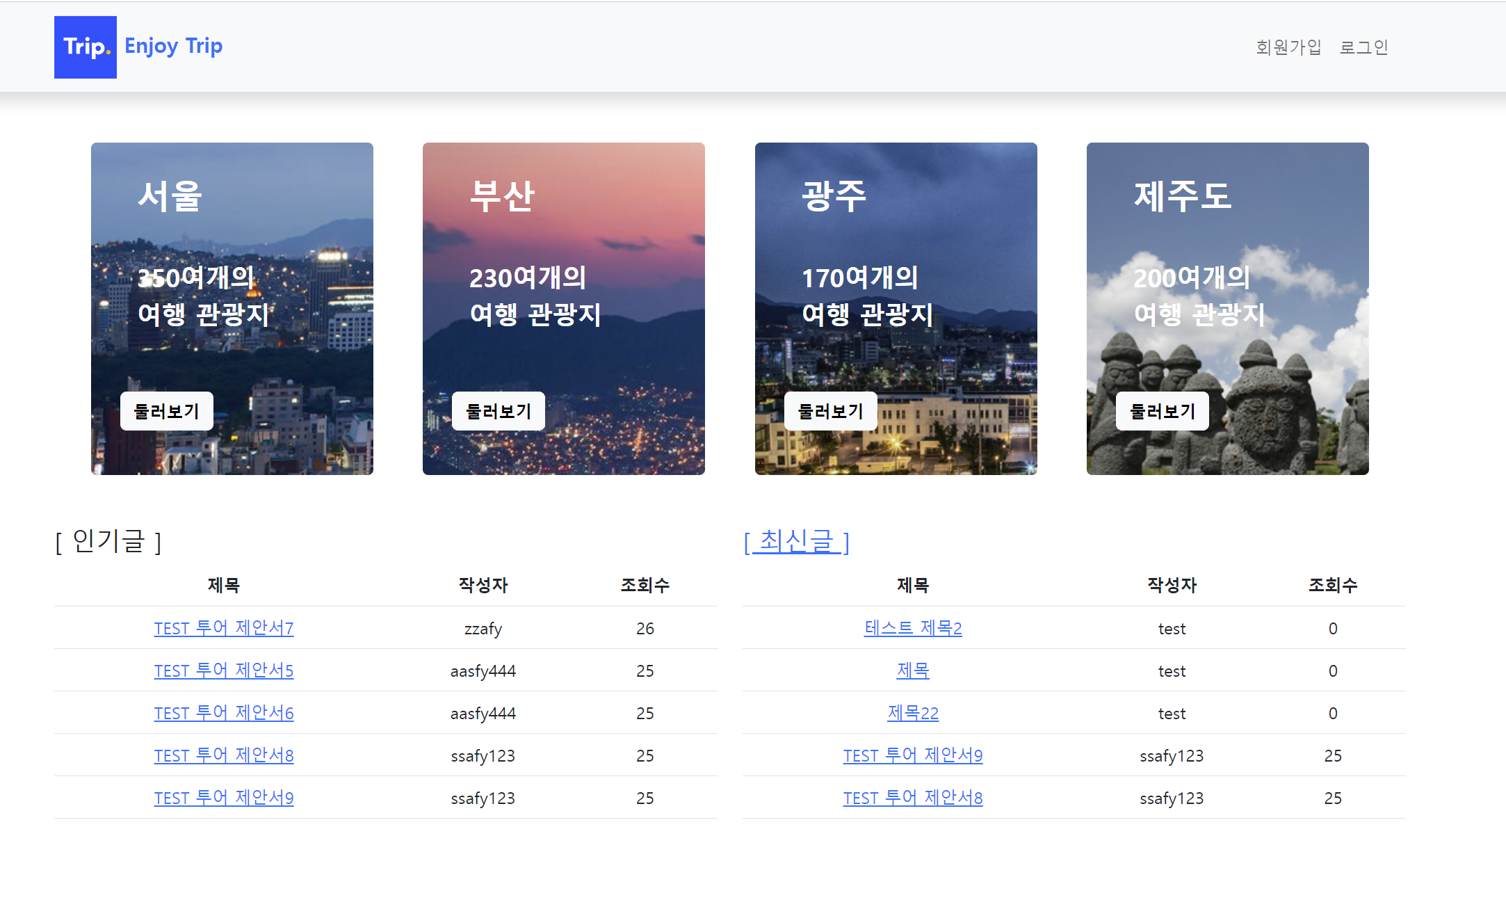 Trip. Enjoy Trip
회원가입 로그인
서울
350여개의
여행 관광지
둘러보기
부산
230여개의
여행 관광지
둘러보기
광주
170여개의
여행 관광지
둘러보기
제주도
200여개의
여행 관광지
둘러보기
[ 인기글 ]
제목 작성자 조회수
TEST 투어 제안서7 zzafy 26
TEST 투어 제안서5 aasfy444 25
TEST 투어 제안서6 aasfy444 25
TEST 투어 제안서8 ssafy123 25
TEST 투어 제안서9 ssafy123 25
[ 최신글 ]
제목 작성자 조회수
테스트 제목2 test 0
제목 test 0
제목22 test 0
TEST 투어 제안서9 ssafy123 25
TEST 투어 제안서8 ssafy123 25